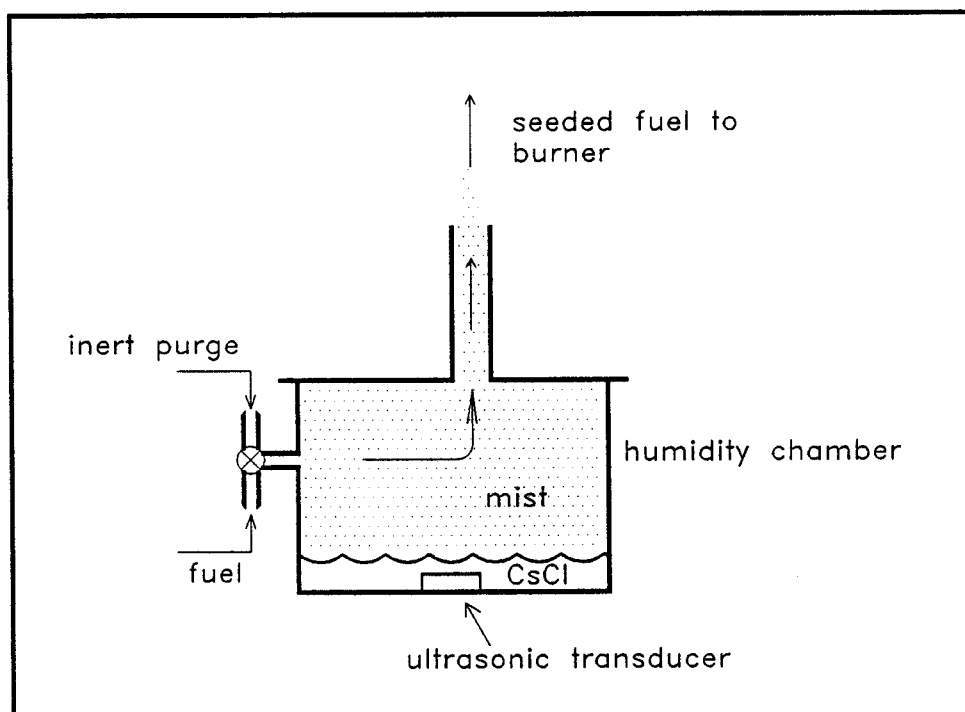 seeded fuel to
burner
inert purge
humidity chamber
mist
fuel
CsCl
ultrasonic transducer